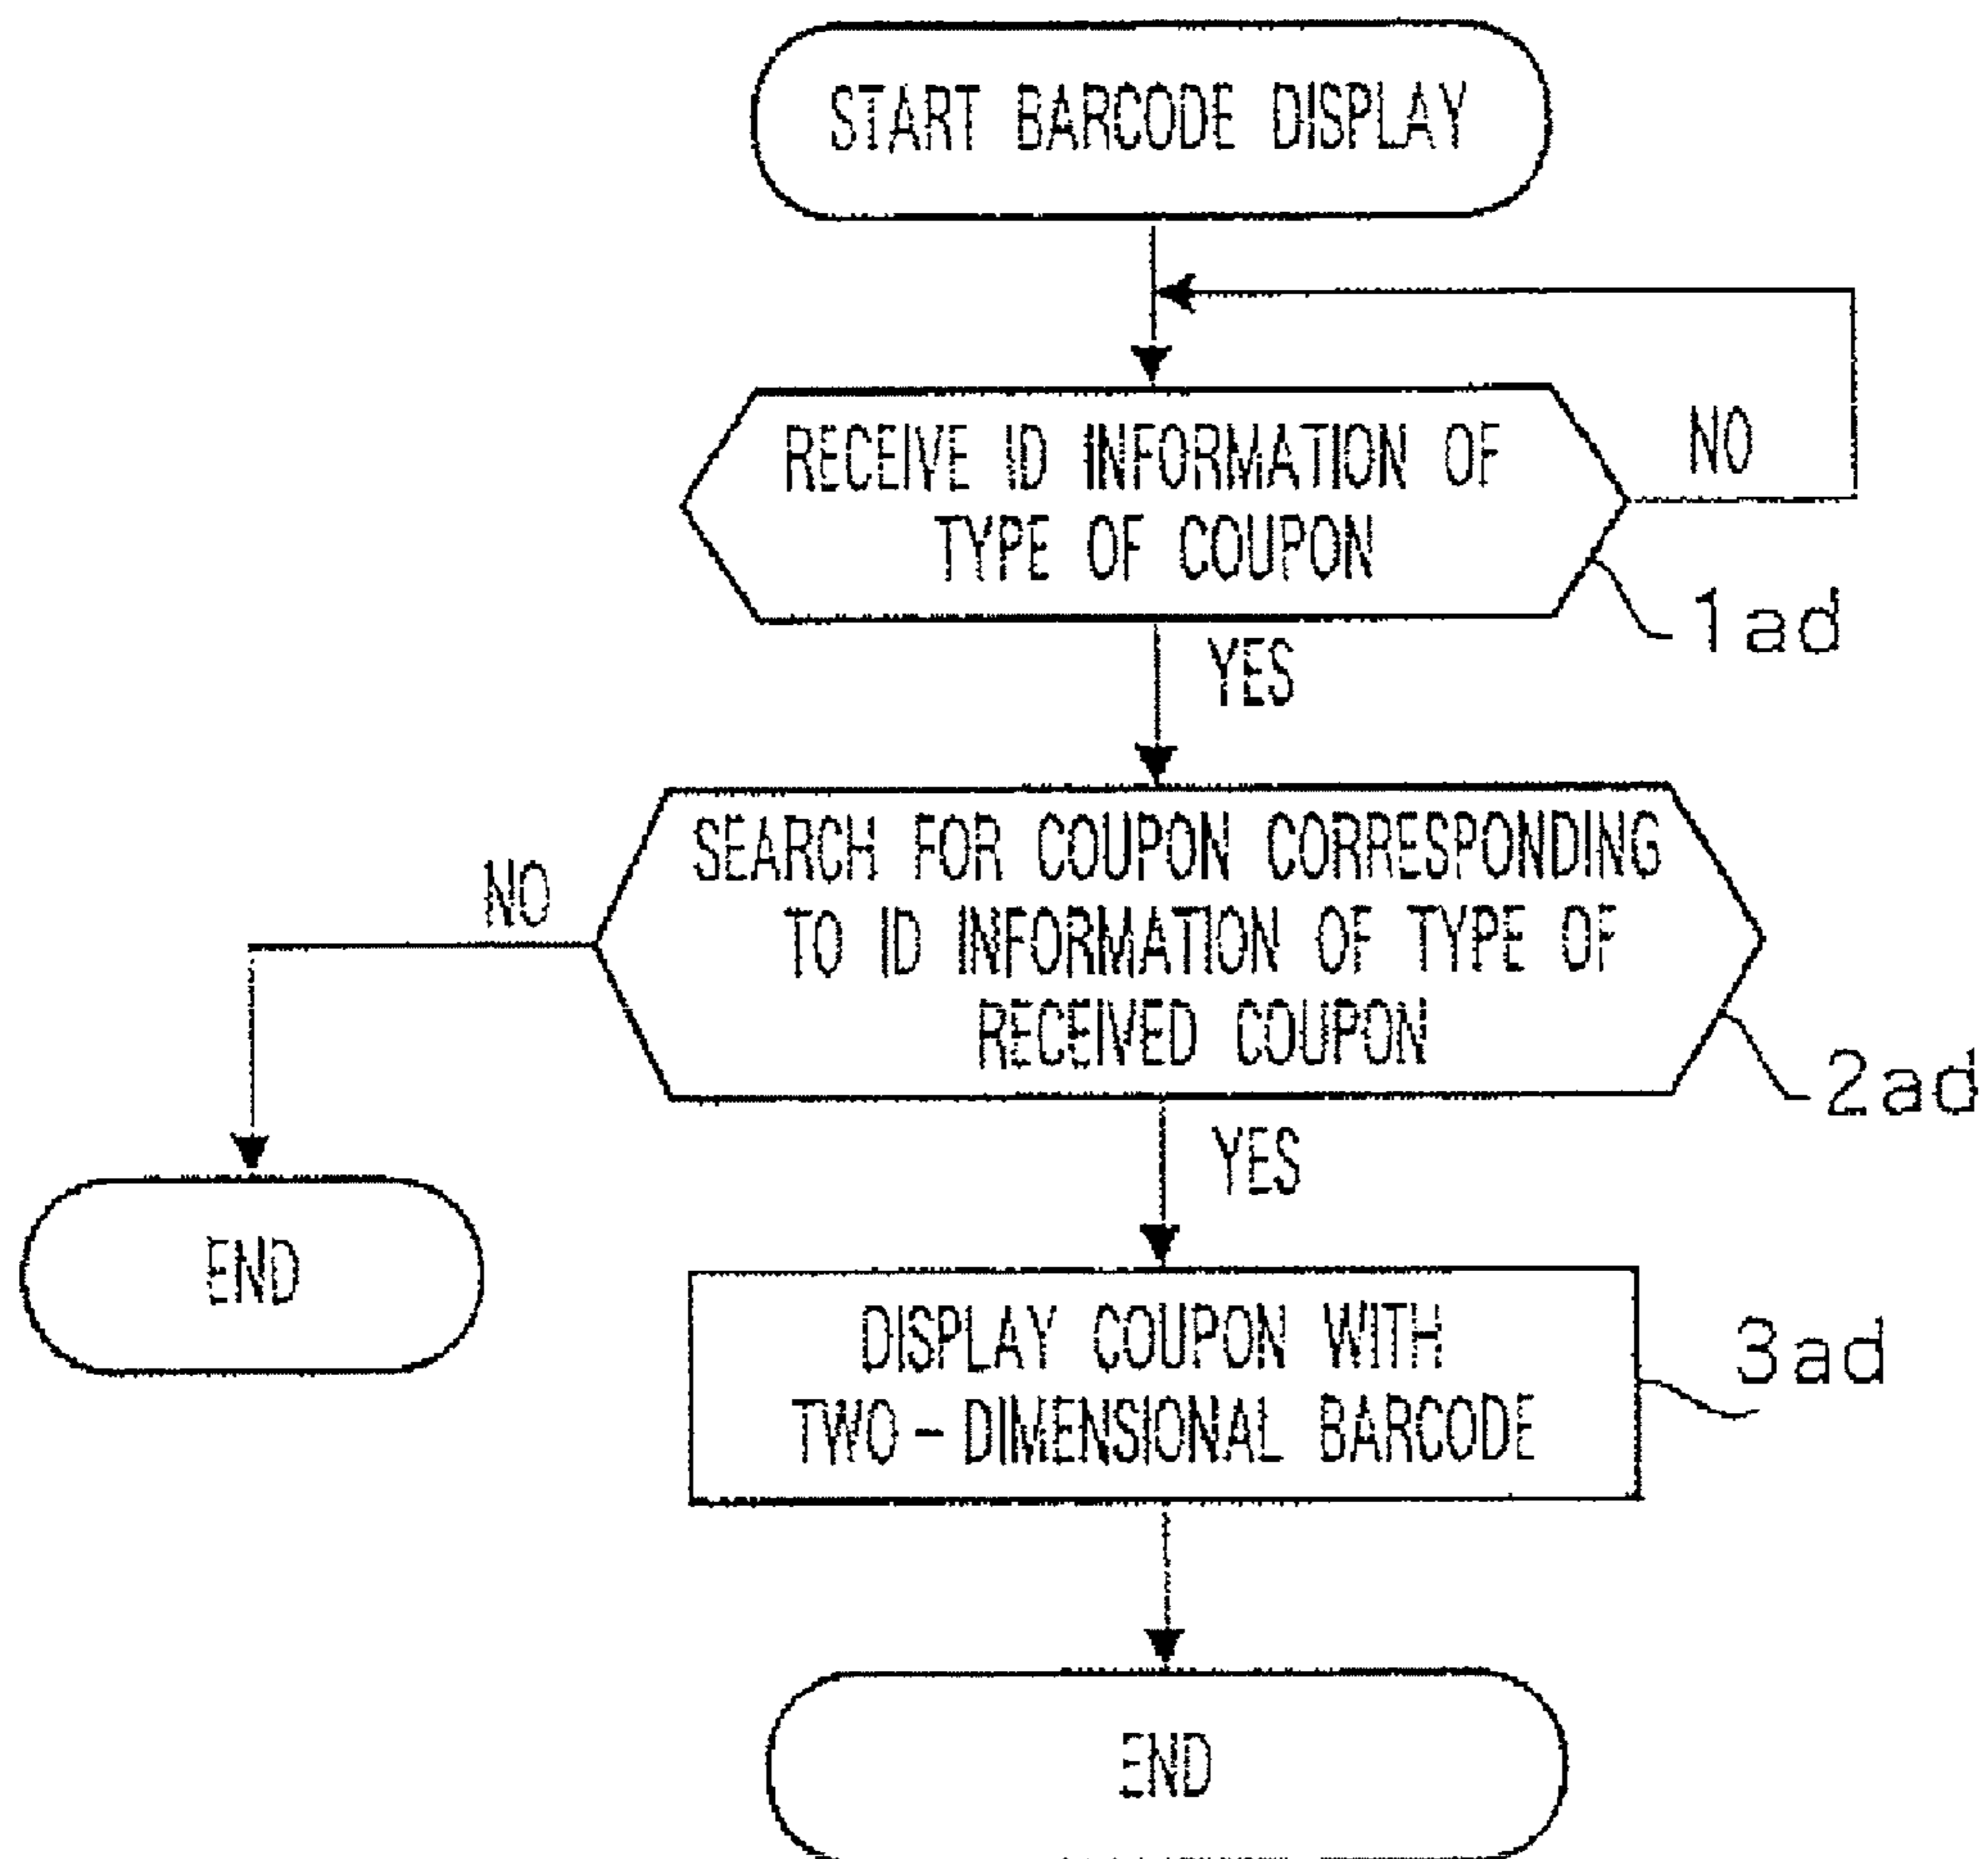 START BARCODE DISPLAY
RECEIVE ID INFORMATION OF
TYPE OF COUPON
NO
1ad
YES
SEARCH FOR COUPON CORRESPONDING
TO ID INFORMATION OF TYPE OF
RECEIVED COUPON
NO
2ad
YES
END
DISPLAY COUPON WITH
TWO-DIMENSIONAL BARCODE
3ad
END